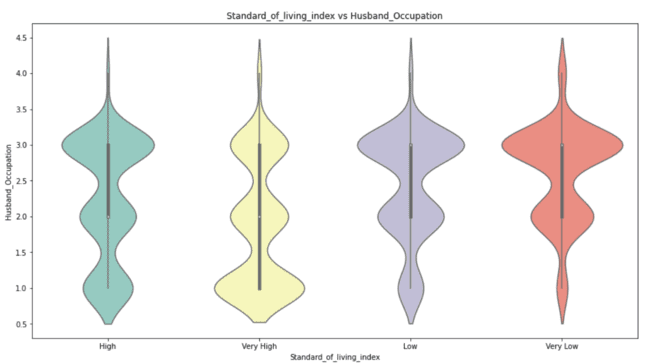 Standard_of_living_index vs Husband_Occupation
4.5
4.0
3.5
3.0
2.5
2.0
1.5
1.0
0.5
Husband_Occupation
High Very High Low Very Low
Standard_of_living_index